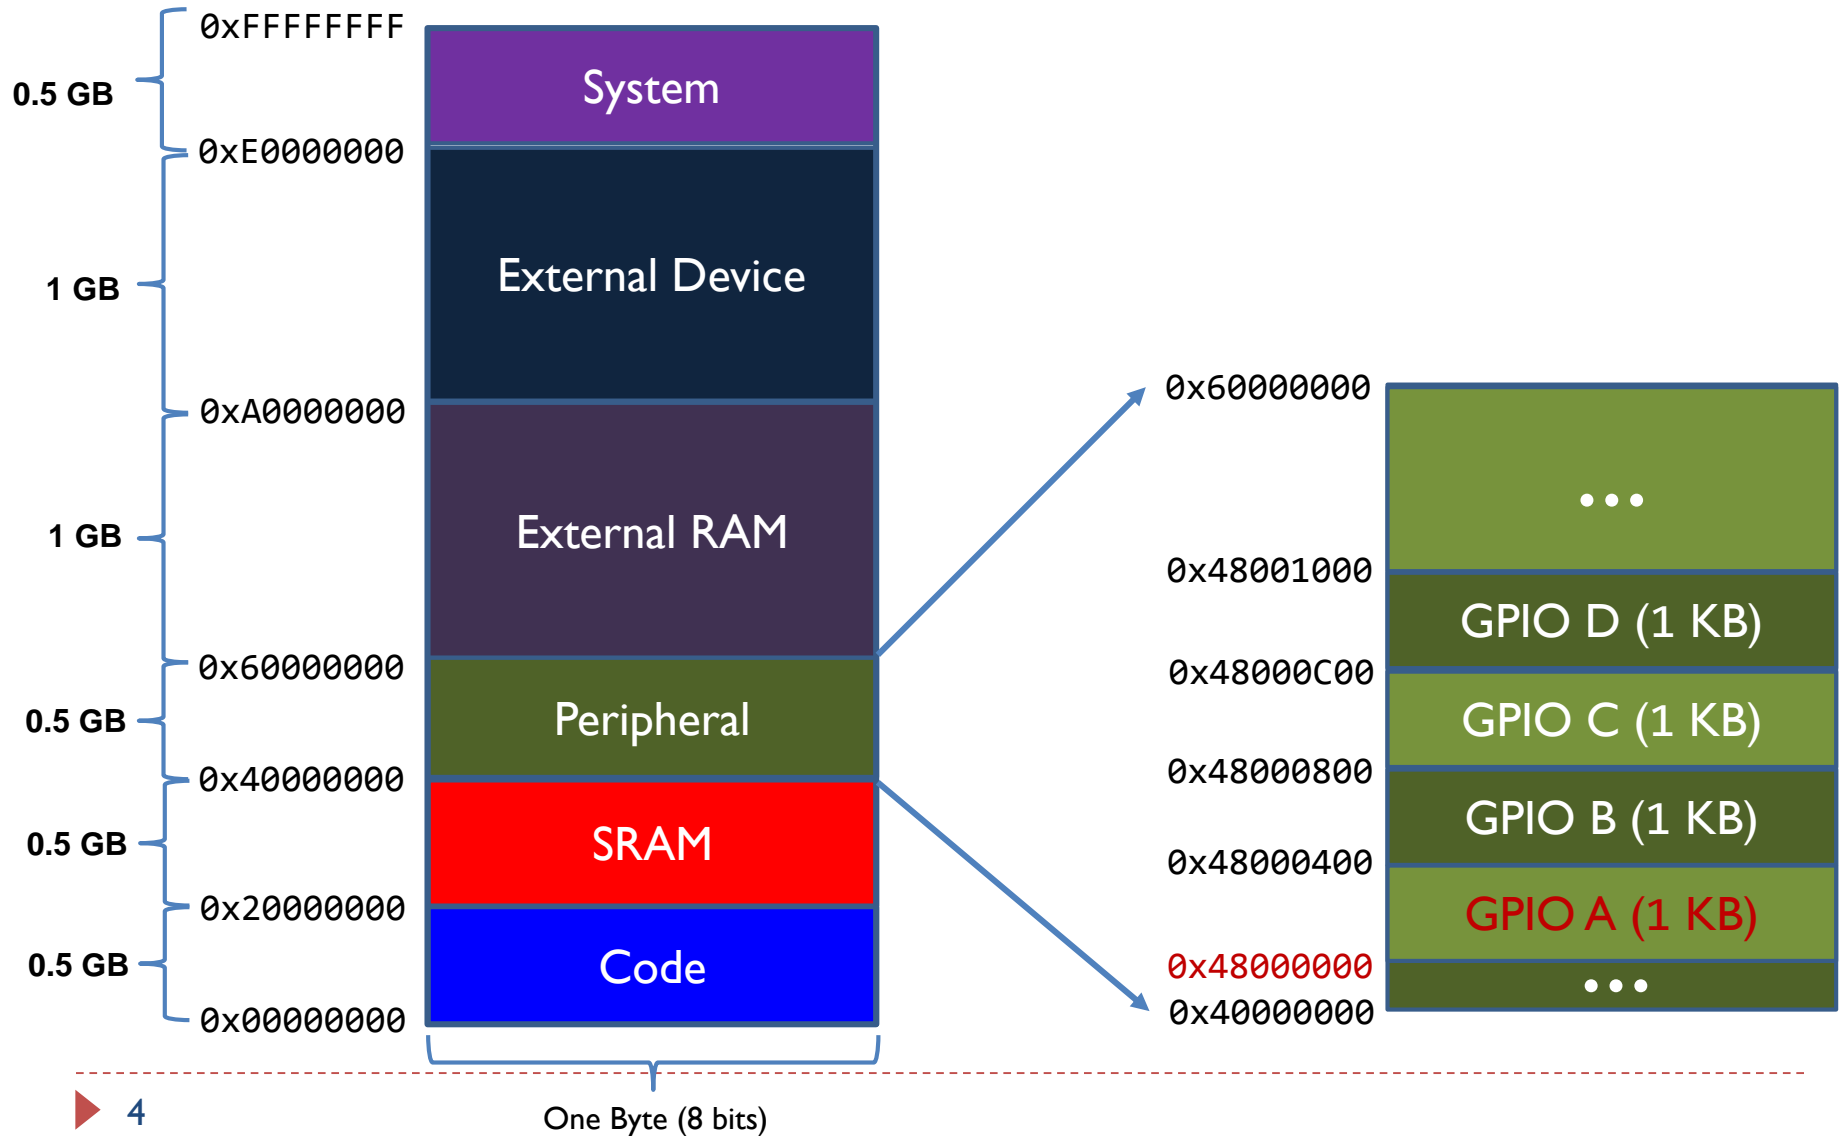 0xFFFFFFFF
System
0.5 GB
0xE0000000
External Device
1 GB
0xA0000000
External RAM
1 GB
0x60000000
Peripheral
0.5 GB
0x40000000
SRAM
0.5 GB
0x20000000
Code
0.5 GB
0x00000000
One Byte (8 bits)
0x60000000
...
0x48001000
GPIO D (1 KB)
0x48000C00
GPIO C (1 KB)
0x48000800
GPIO B (1 KB)
0x48000400
GPIO A (1 KB)
0x48000000
...
0x40000000
4